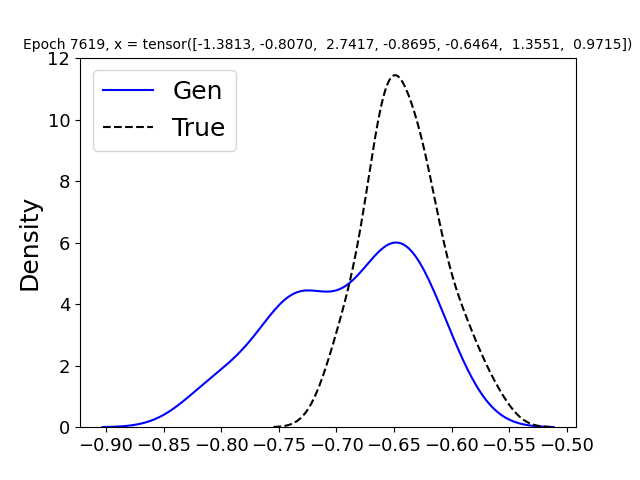 Epoch 7619, x = tensor([-1.3813, -0.8070,  2.7417, -0.8695, -0.6464,  1.3551,  0.9715])
Gen
True
Density
12
10
8
6
4
2
0
−0.90 −0.85 −0.80 −0.75 −0.70 −0.65 −0.60 −0.55 −0.50